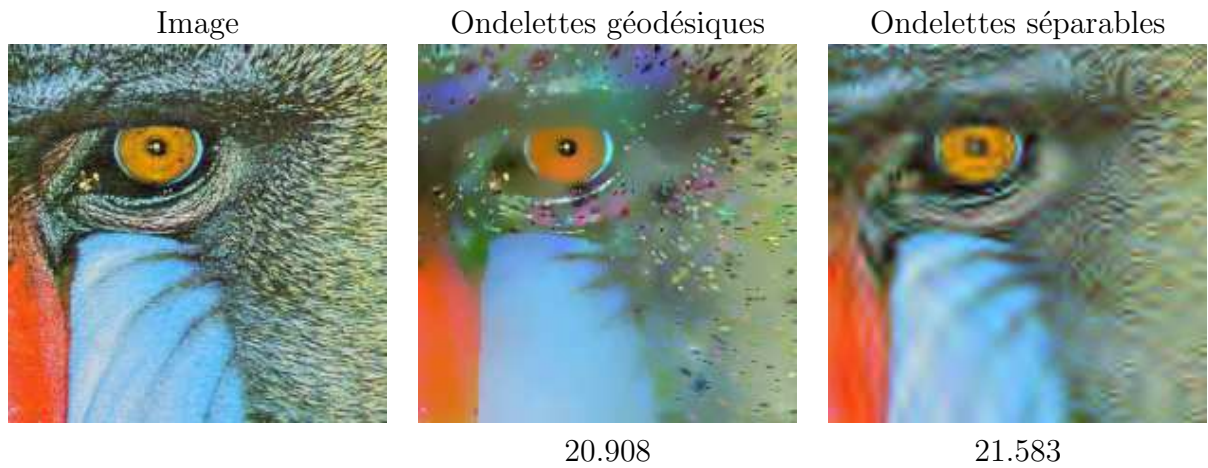 Image
Ondelettes géodésiques
Ondelettes séparables
20.908
21.583